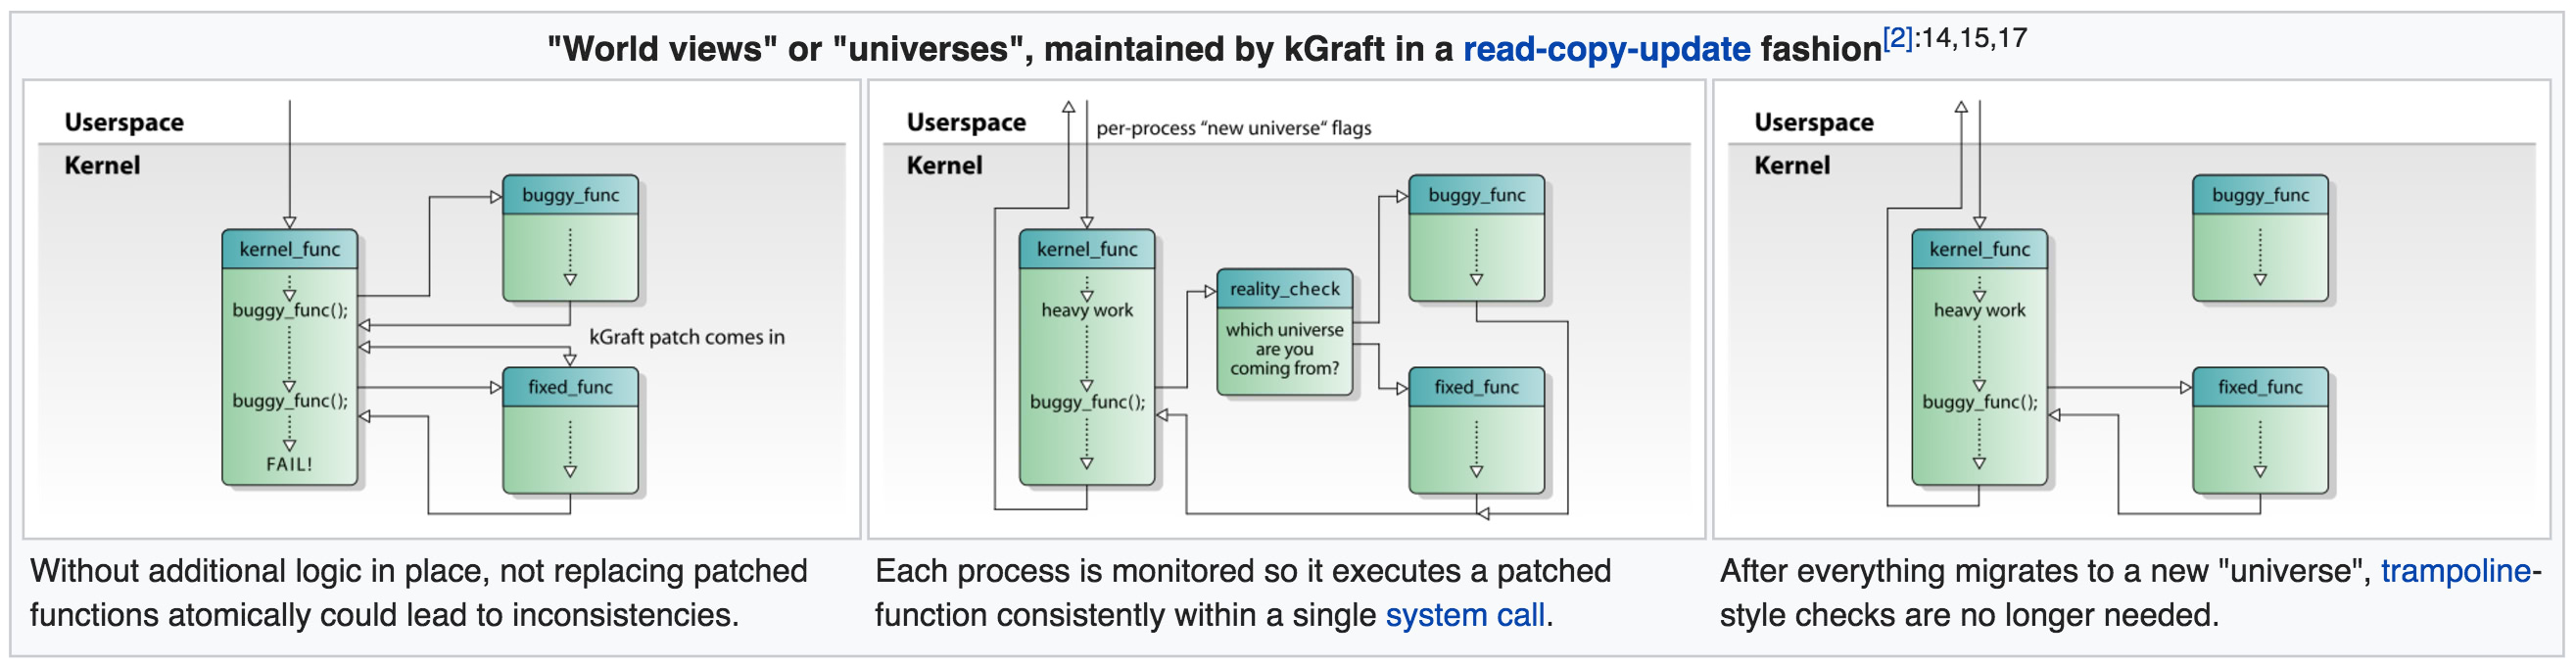 "World views" or "universes", maintained by kGraft in a read-copy-update fashion[2]:14,15,17
Userspace
Kernel
buggy_func
kernel_func
buggy_func();
kGraft patch comes in
fixed_func
buggy_func();
FAIL!
Without additional logic in place, not replacing patched
functions atomically could lead to inconsistencies.
Userspace
per-process “new universe“ flags
Kernel
buggy_func
kernel_func
reality_check
heavy work
which universe
are you
coming from?
fixed_func
buggy_func();
Each process is monitored so it executes a patched
function consistently within a single system call.
Userspace
Kernel
buggy_func
kernel_func
heavy work
fixed_func
buggy_func();
After everything migrates to a new "universe", trampoline-
style checks are no longer needed.